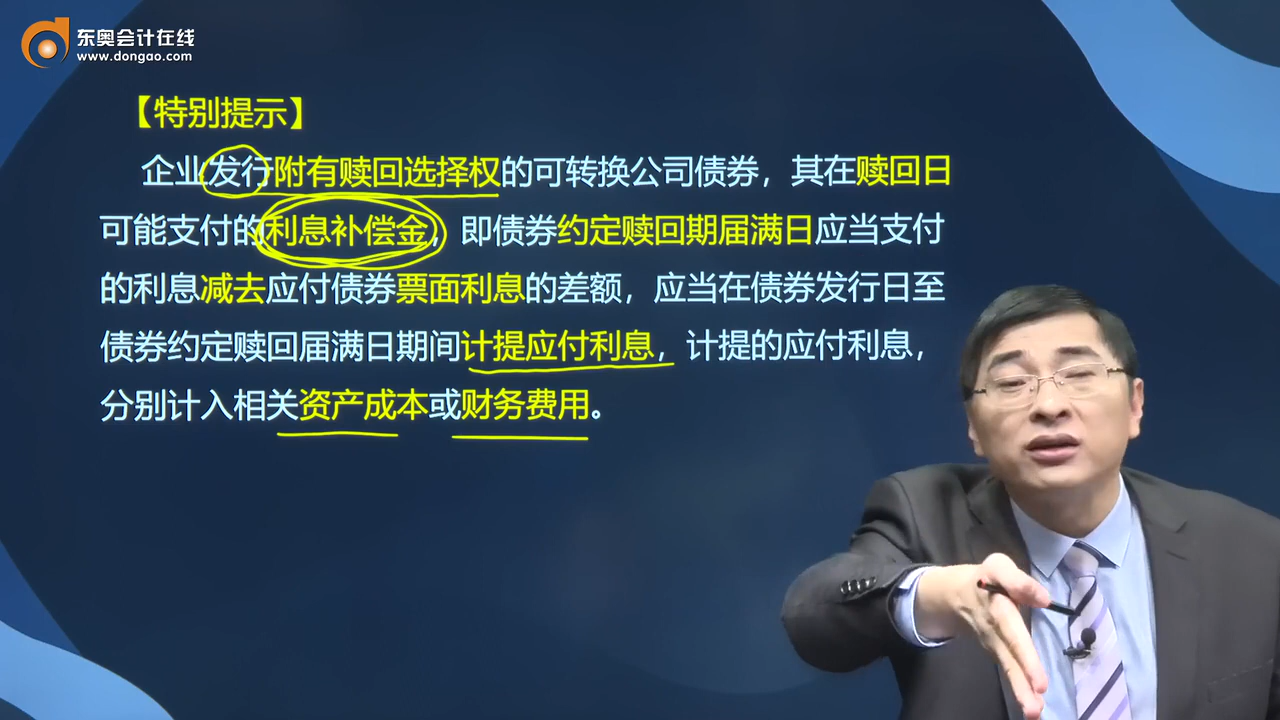 东奥会计在线
www.dongao.com
【特别提示】
企业发行附有赎回选择权的可转换公司债券，其在赎回日
可能支付的利息补偿金，即债券约定赎回期届满日应当支付
的利息减去应付债券票面利息的差额，应当在债券发行日至
债券约定赎回届满日期间计提应付利息，计提的应付利息，
分别计入相关资产成本或财务费用。